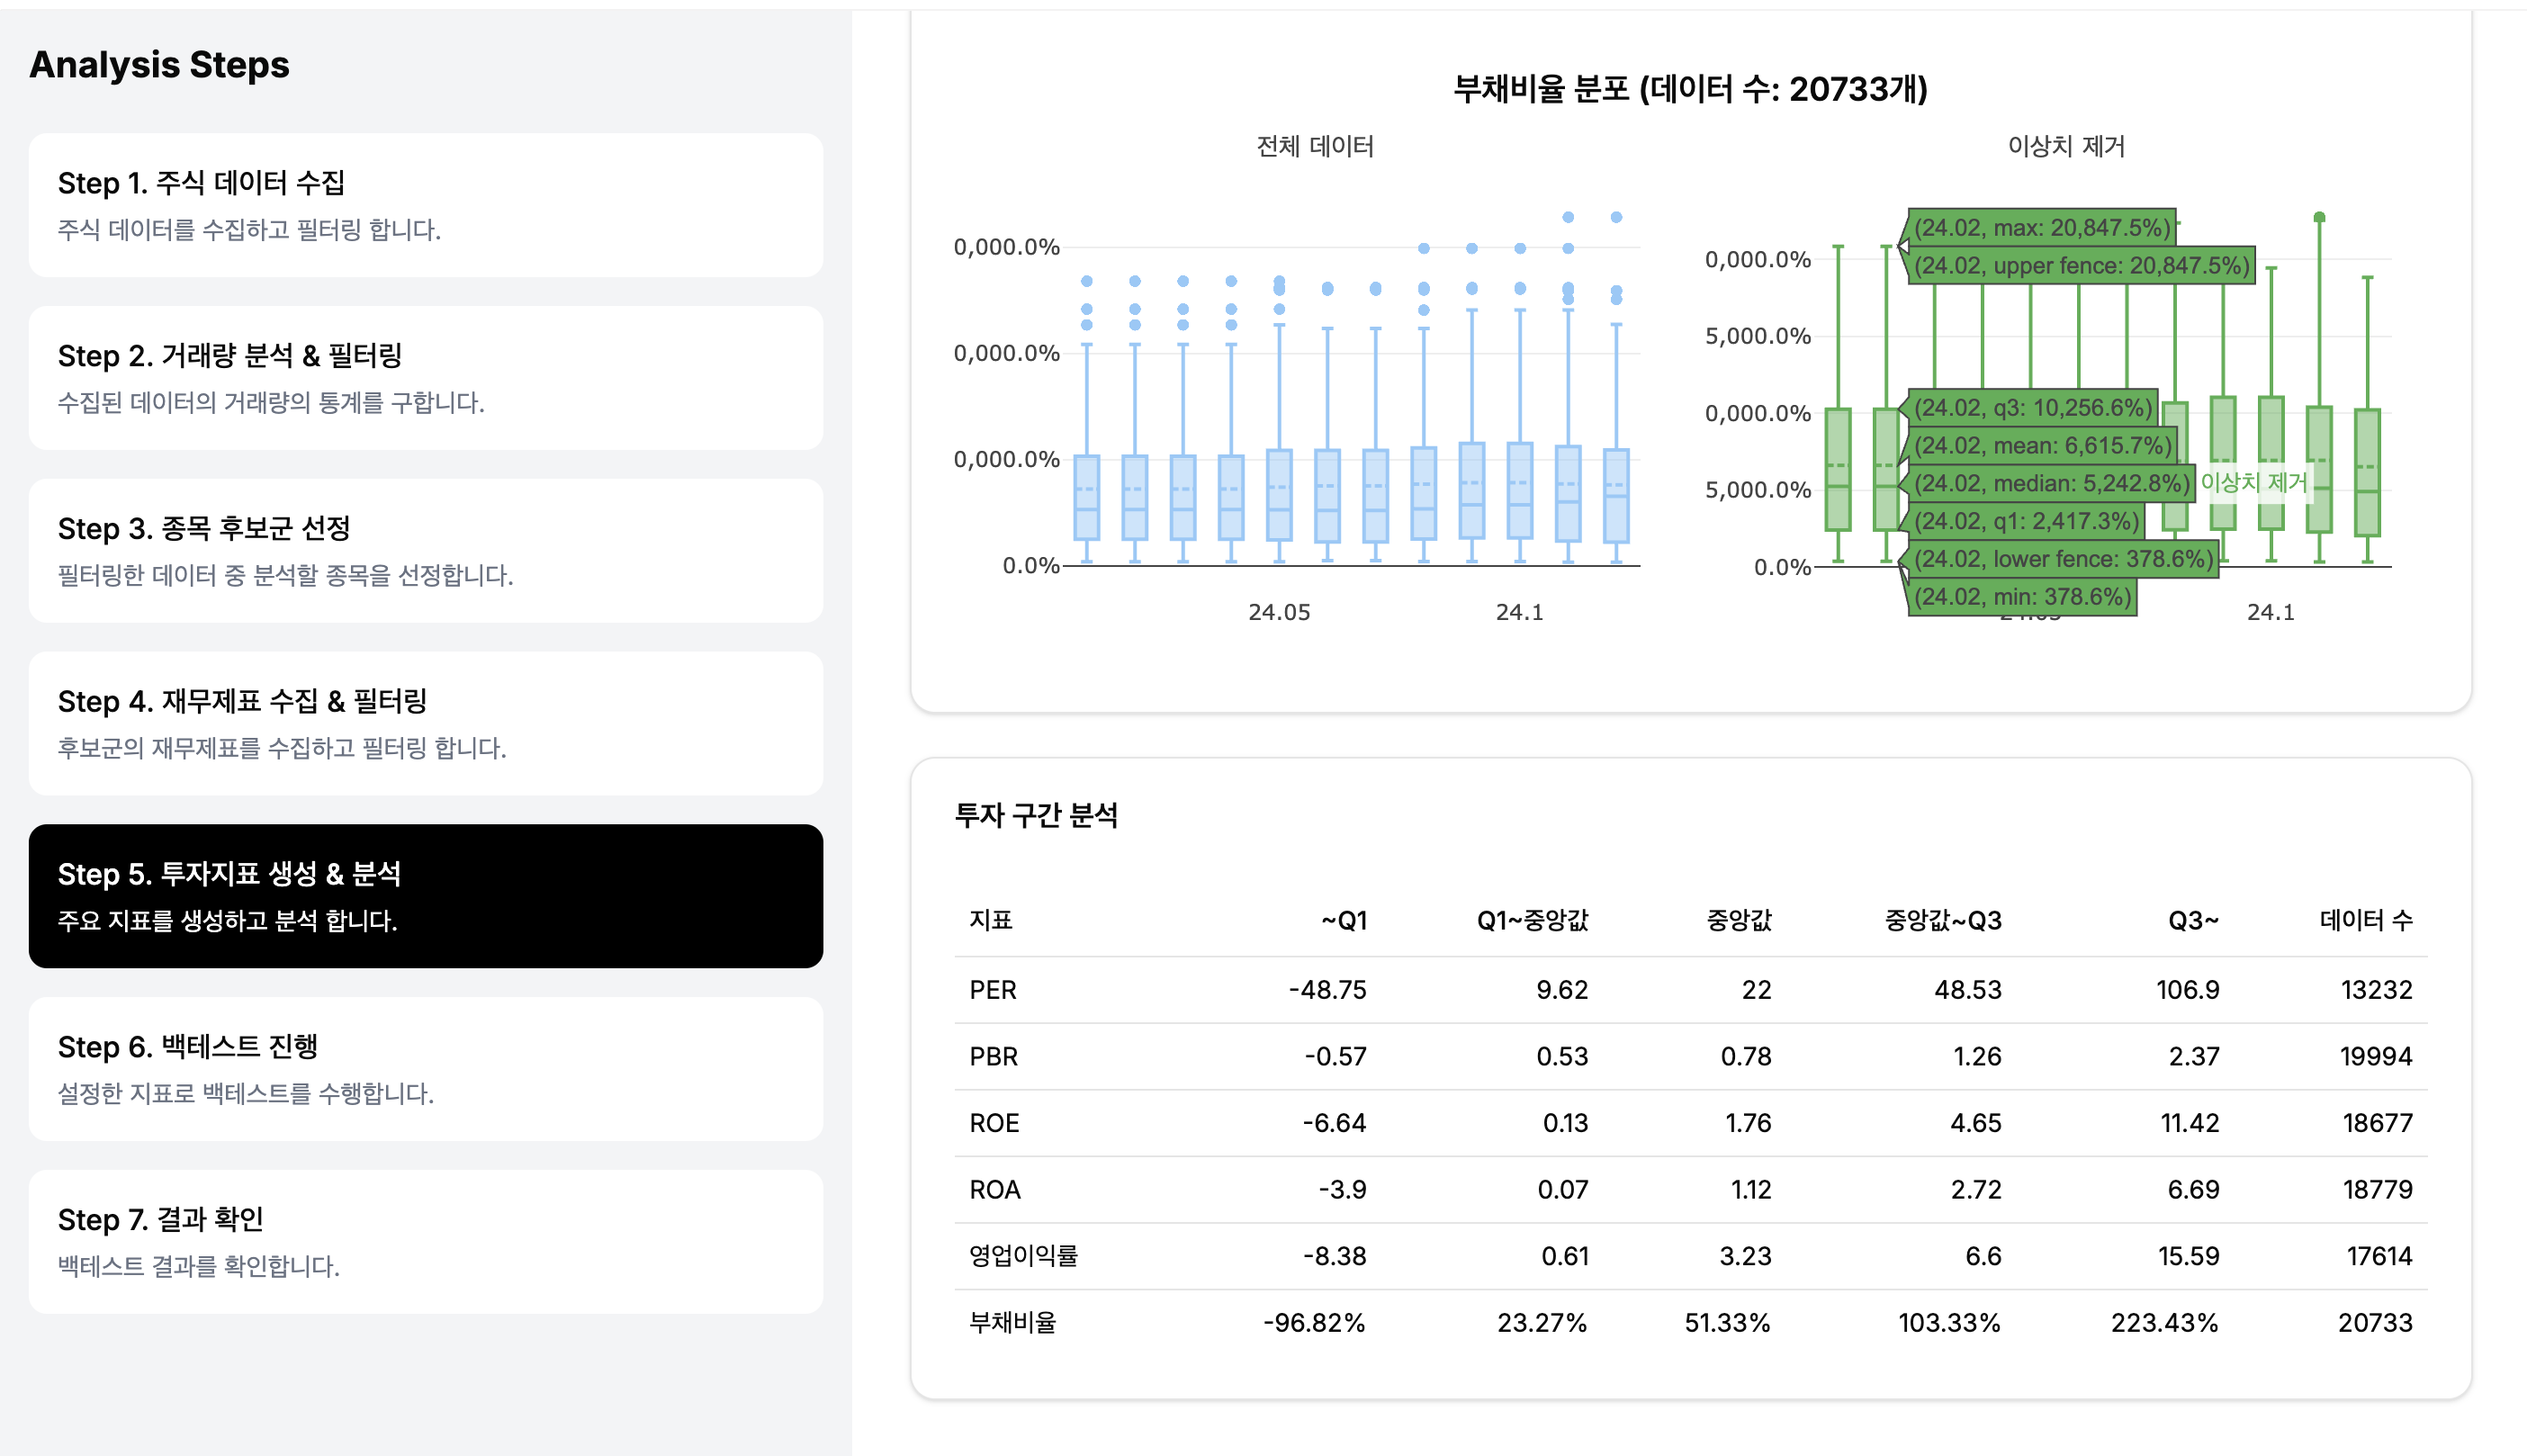 Analysis Steps
Step 1. 주식 데이터 수집
주식 데이터를 수집하고 필터링 합니다.
Step 2. 거래량 분석 & 필터링
수집된 데이터의 거래량의 통계를 구합니다.
Step 3. 종목 후보군 선정
필터링한 데이터 중 분석할 종목을 선정합니다.
Step 4. 재무제표 수집 & 필터링
후보군의 재무제표를 수집하고 필터링 합니다.
Step 5. 투자지표 생성 & 분석
주요 지표를 생성하고 분석 합니다.
Step 6. 백테스트 진행
설정한 지표로 백테스트를 수행합니다.
Step 7. 결과 확인
백테스트 결과를 확인합니다.
부채비율 분포 (데이터 수: 20733개)
전체 데이터
0,000.0%
0,000.0%
0,000.0%
0.0%
24.05 24.1
이상치 제거
0,000.0%
5,000.0%
0,000.0%
5,000.0%
0.0%
(24.02, max: 20,847.5%)
(24.02, upper fence: 20,847.5%)
(24.02, q3: 10,256.6%)
(24.02, mean: 6,615.7%)
(24.02, median: 5,242.8%) 이상치 제거
(24.02, q1: 2,417.3%)
(24.02, lower fence: 378.6%)
(24.02, min: 378.6%)
24.1
투자 구간 분석
지표 ~Q1 Q1~중앙값 중앙값 중앙값~Q3 Q3~ 데이터 수
PER -48.75 9.62 22 48.53 106.9 13232
PBR -0.57 0.53 0.78 1.26 2.37 19994
ROE -6.64 0.13 1.76 4.65 11.42 18677
ROA -3.9 0.07 1.12 2.72 6.69 18779
영업이익률 -8.38 0.61 3.23 6.6 15.59 17614
부채비율 -96.82% 23.27% 51.33% 103.33% 223.43% 20733